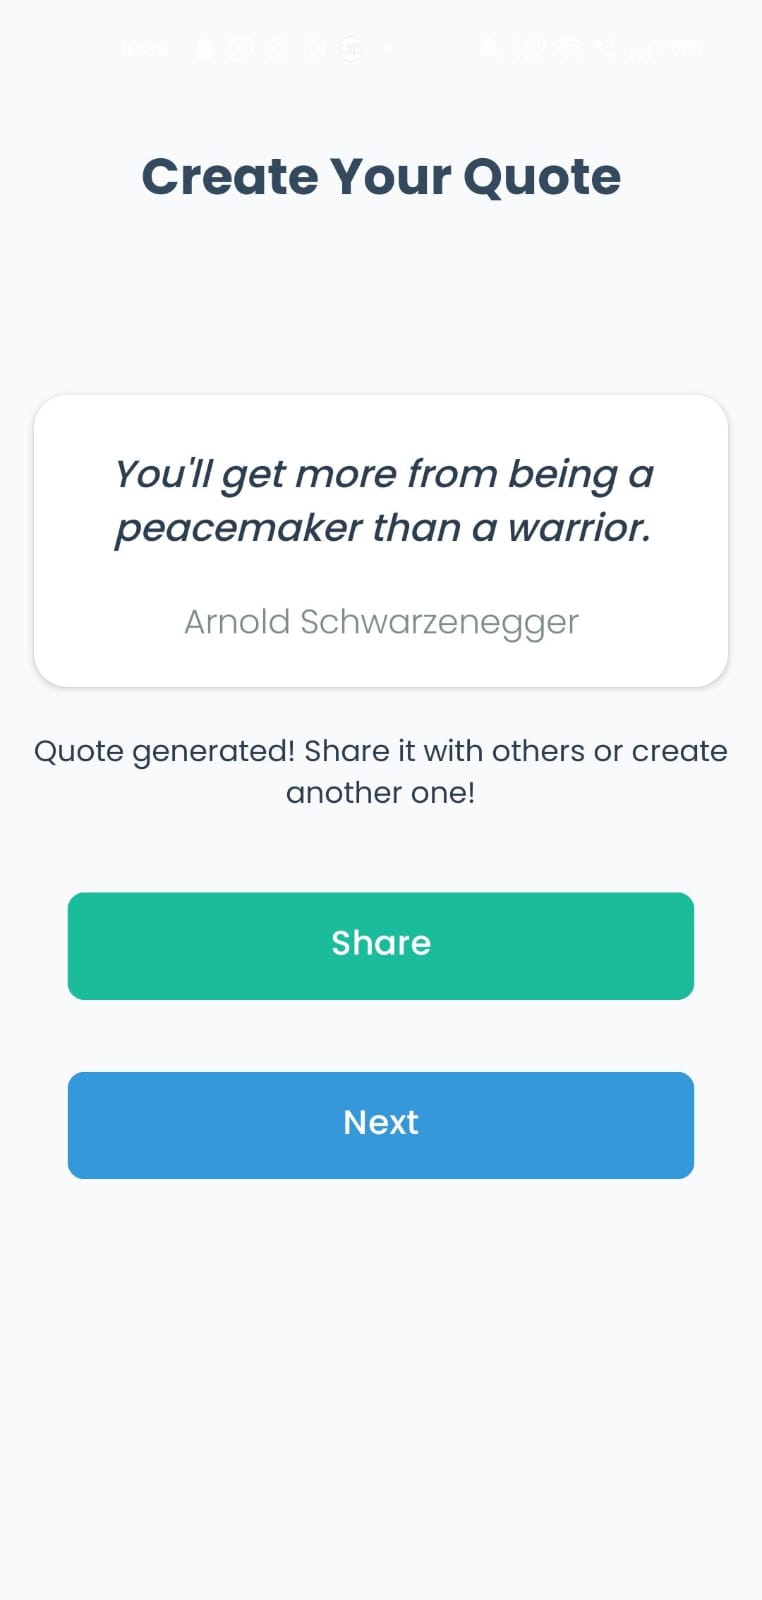 Create Your Quote
You'll get more from being a
peacemaker than a warrior.
Arnold Schwarzenegger
Quote generated! Share it with others or create
another one!
Share
Next